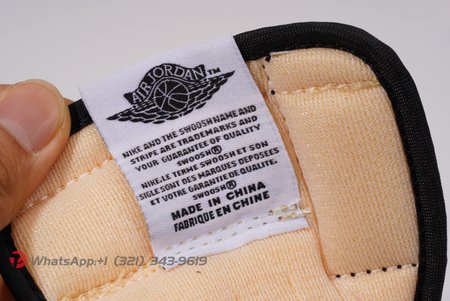 AIR JORDAN™
NIKE AND THE SWOOSH NAME AND
STRIPE ARE TRADEMARKS AND
YOUR GUARANTEE OF QUALITY
SWOOSH®
NIKE.LE TERME SWOOSH ET SON
SIGLE SONT DES MARQUES DEPOSEES
ET VOTRE GARANTIE DE QUALITE.
SWOOSH®
MADE IN CHINA
FABRIQUE EN CHINE
WhatsApp:+1 (321) 343-9619